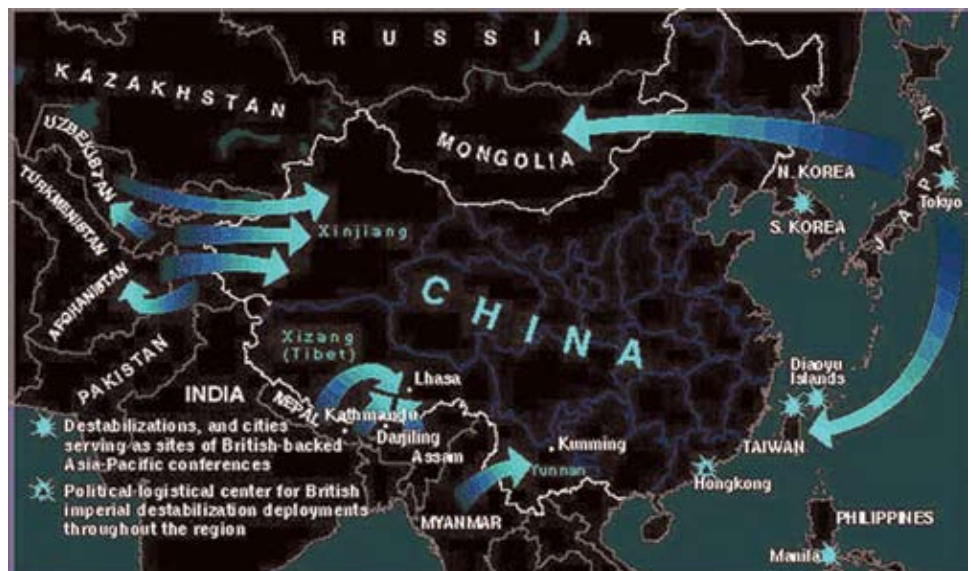 RUSSIA
KAZAKHSTAN
UZBEKISTAN
TURKMENISTAN
AFGHANISTAN
PAKISTAN
MONGOLIA
N. KOREA
S. KOREA
JAPAN
Tokyo
Xinjiang
CHINA
Xizang
(Tibet)
Lhasa
INDIA
NEPAL
Kathmandu
Darjiling
Assam
Kunming
Yunnan
MYANMAR
Diaoyu
Islands
TAIWAN
Hongkong
PHILIPPINES
Manila
Destabilizations, and cities
serving as sites of British-backed
Asia-Pacific conferences
Political-logistical center for British
imperial destabilization deployments
throughout the region